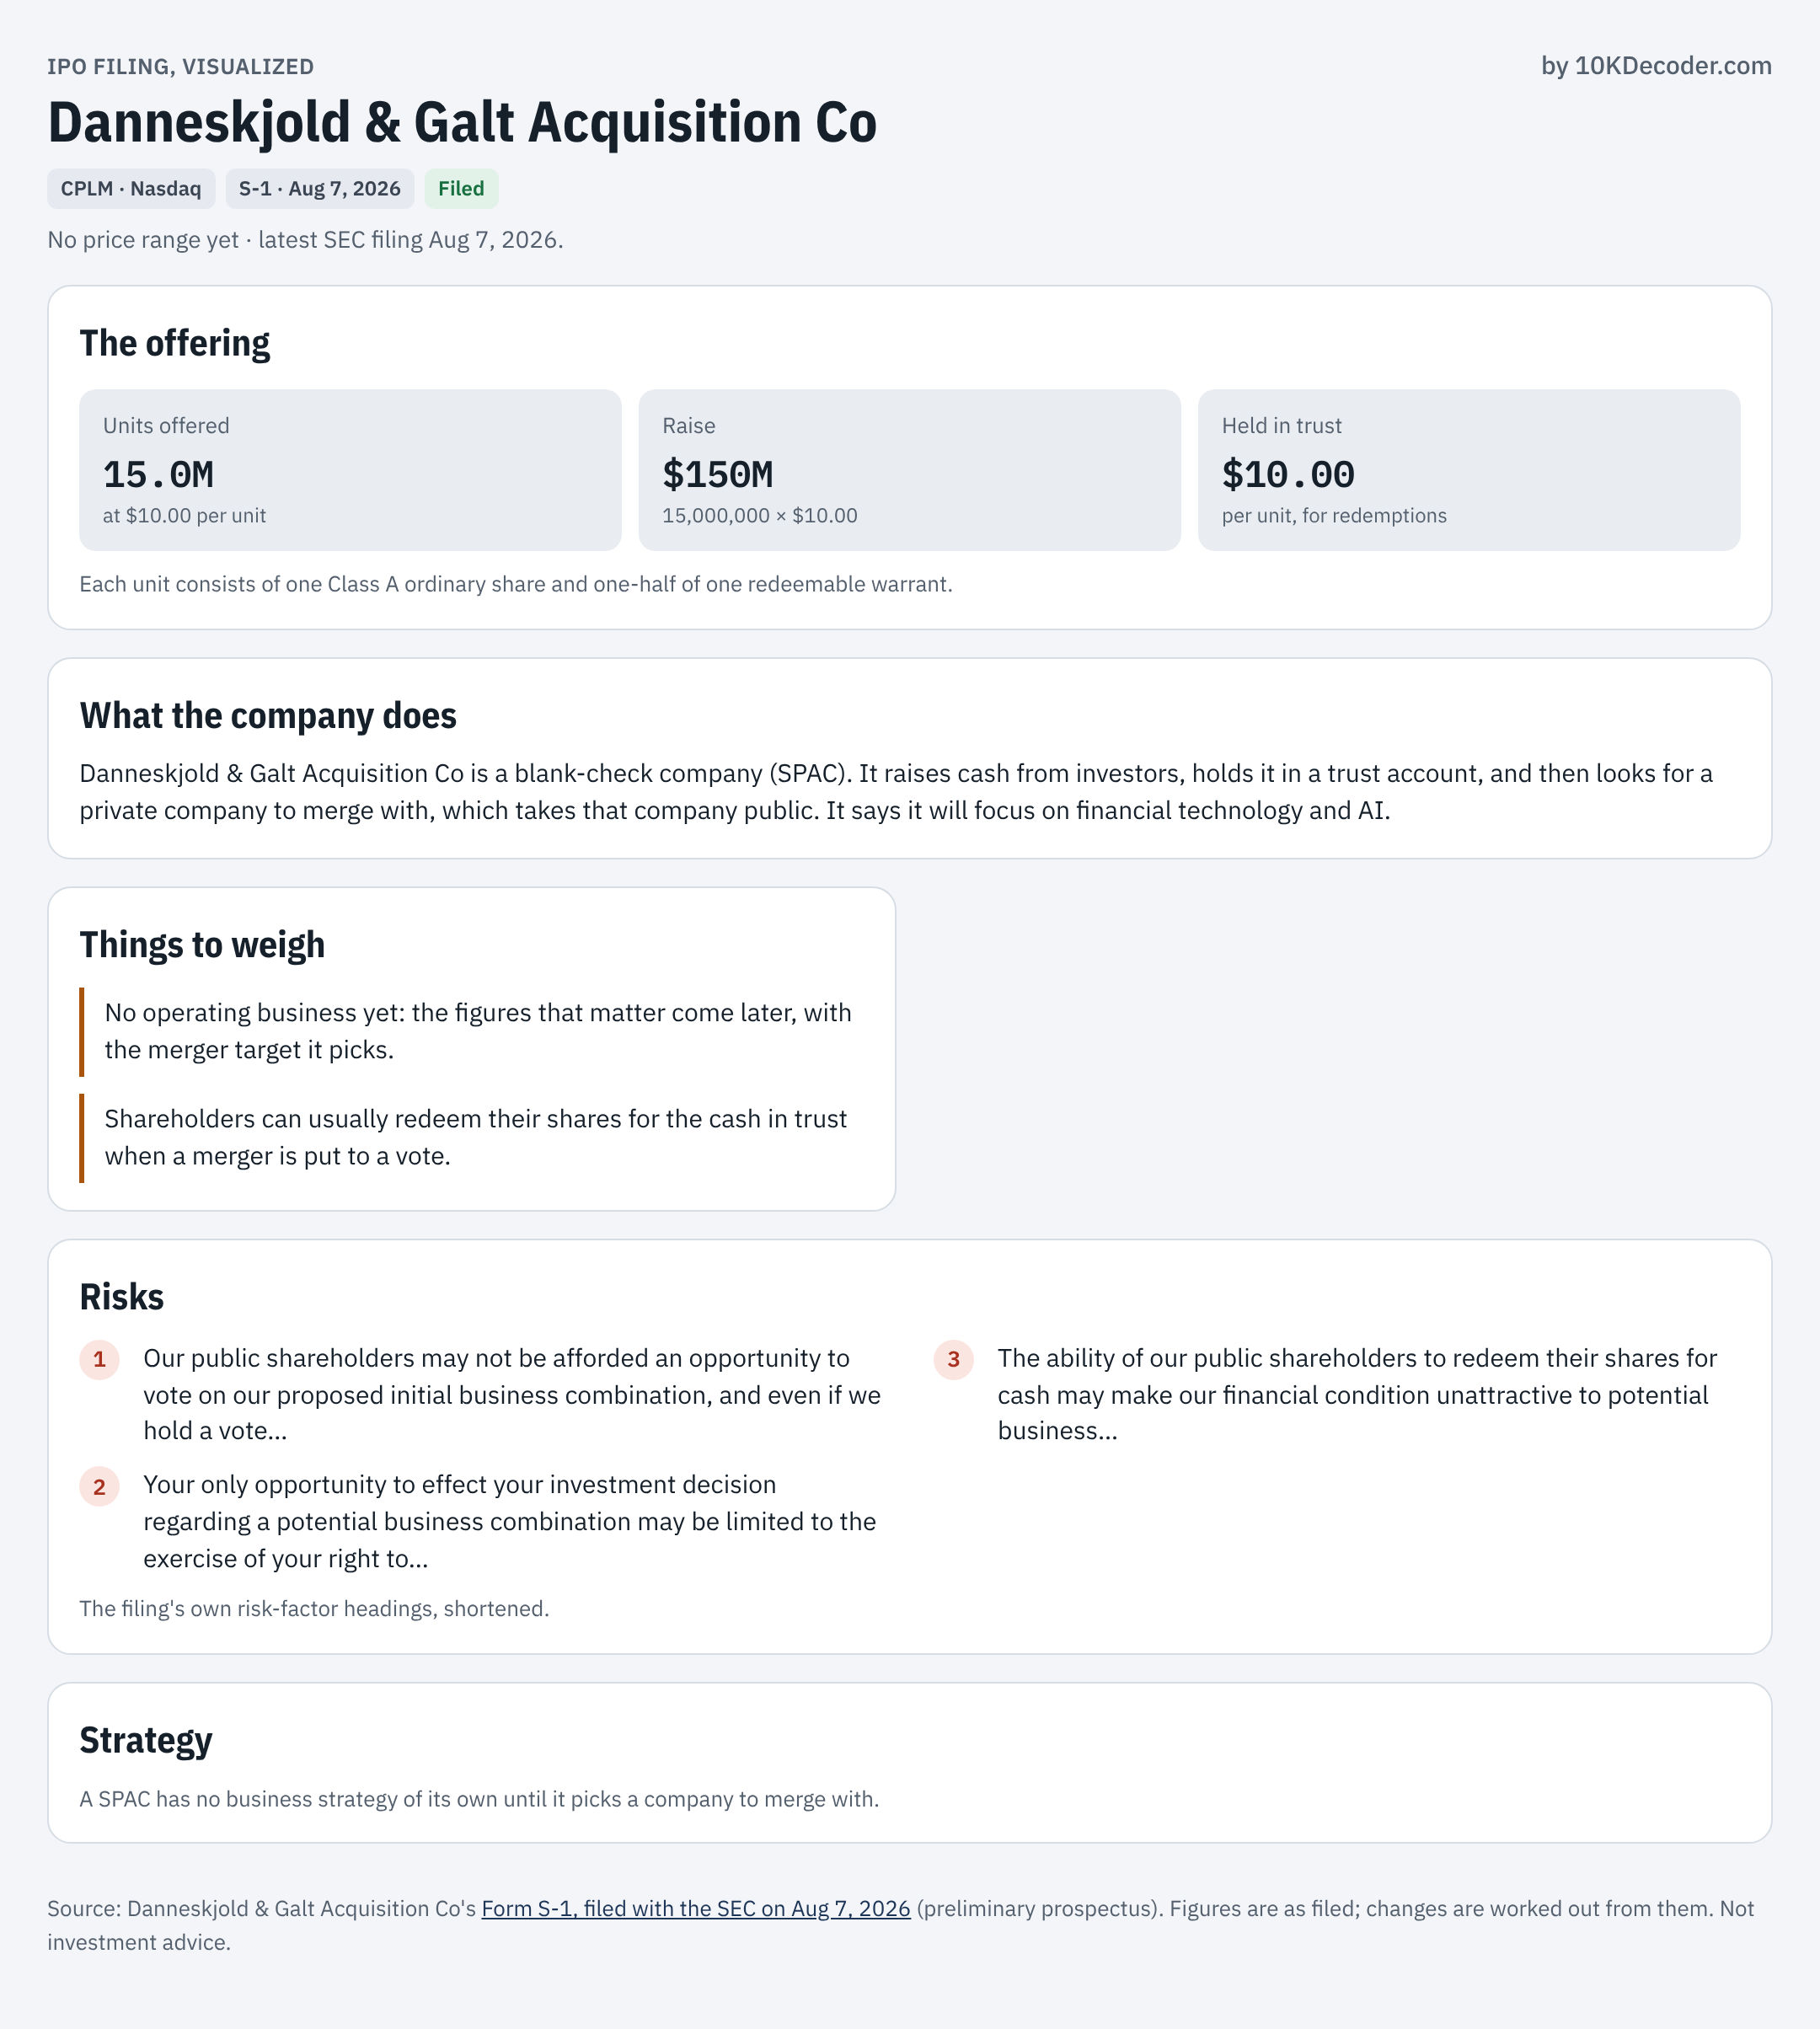 IPO FILING, VISUALIZED
by 10KDecoder.com
Danneskjold & Galt Acquisition Co
CPLM · Nasdaq
S-1 · Aug 7, 2026
Filed
No price range yet · latest SEC filing Aug 7, 2026.
The offering
Units offered
15.0M
at $10.00 per unit
Raise
$150M
15,000,000 × $10.00
Held in trust
$10.00
per unit, for redemptions
Each unit consists of one Class A ordinary share and one-half of one redeemable warrant.
What the company does
Danneskjold & Galt Acquisition Co is a blank-check company (SPAC). It raises cash from investors, holds it in a trust account, and then looks for a
private company to merge with, which takes that company public. It says it will focus on financial technology and AI.
Things to weigh
No operating business yet: the figures that matter come later, with
the merger target it picks.
Shareholders can usually redeem their shares for the cash in trust
when a merger is put to a vote.
Risks
1
Our public shareholders may not be afforded an opportunity to
vote on our proposed initial business combination, and even if we
hold a vote...
2
Your only opportunity to effect your investment decision
regarding a potential business combination may be limited to the
exercise of your right to...
3
The ability of our public shareholders to redeem their shares for
cash may make our financial condition unattractive to potential
business...
The filing's own risk-factor headings, shortened.
Strategy
A SPAC has no business strategy of its own until it picks a company to merge with.
Source: Danneskjold & Galt Acquisition Co's Form S-1, filed with the SEC on Aug 7, 2026 (preliminary prospectus). Figures are as filed; changes are worked out from them. Not
investment advice.